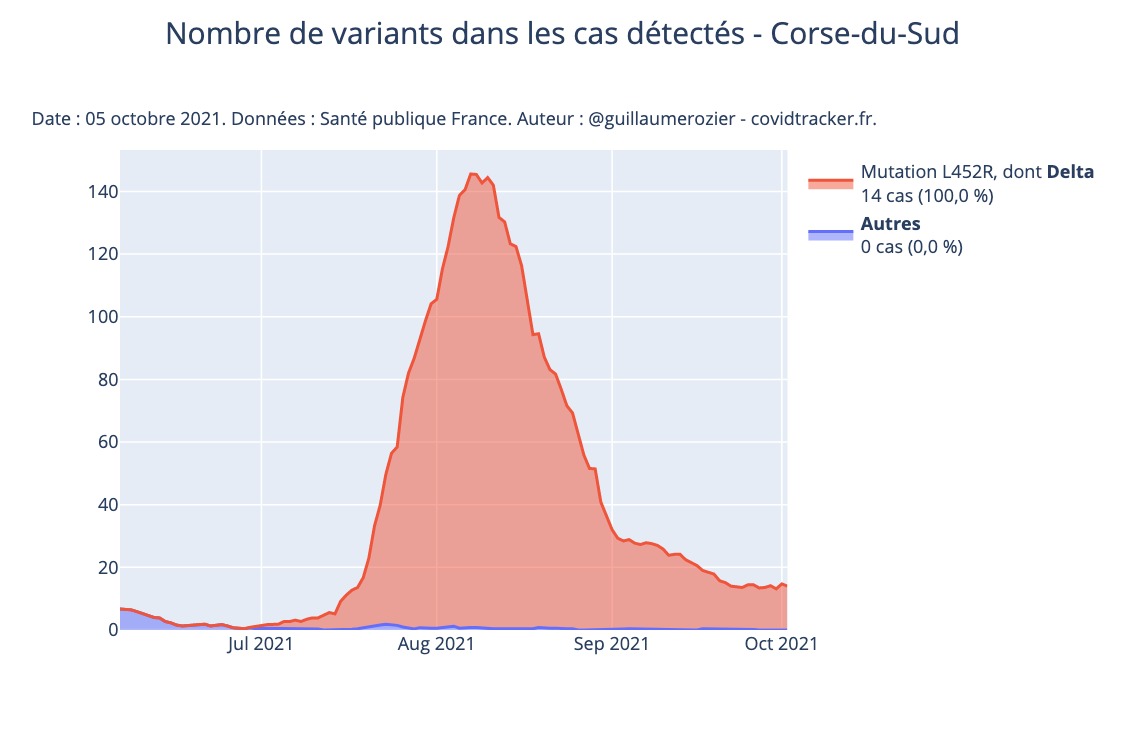 Nombre de variants dans les cas détectés - Corse-du-Sud
Date : 05 octobre 2021. Données : Santé publique France. Auteur : @guillaumerozier - covidtracker.fr.
Mutation L452R, dont Delta
14 cas (100,0 %)
Autres
0 cas (0,0 %)
140
120
100
80
60
40
20
0
Jul 2021
Aug 2021
Sep 2021
Oct 2021